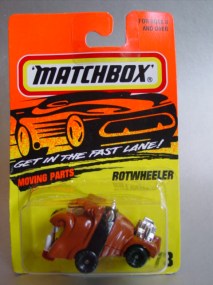 FOR AGES 3
AND OVER
MATCHBOX
GET IN THE FAST LANE!
MOVING PARTS
ROTWHEELER